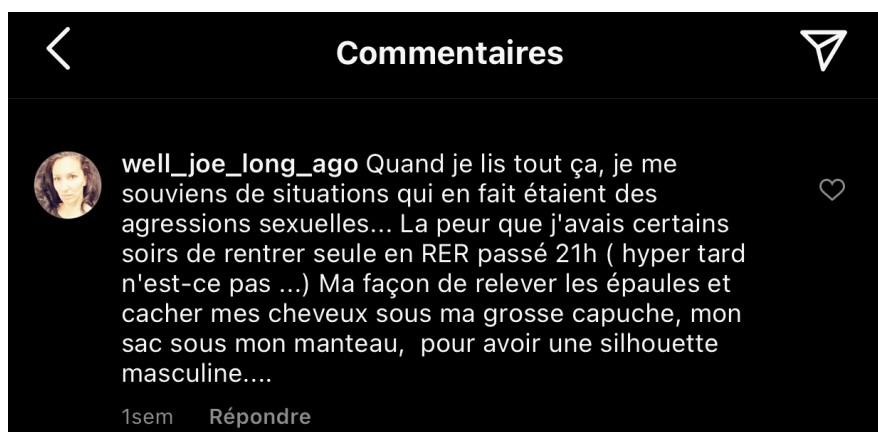 Commentaires
well_joe_long_ago Quand je lis tout ça, je me
souviens de situations qui en fait étaient des
agressions sexuelles... La peur que j'avais certains
soirs de rentrer seule en RER passé 21h ( hyper tard
n'est-ce pas ...) Ma façon de relever les épaules et
cacher mes cheveux sous ma grosse capuche, mon
sac sous mon manteau,  pour avoir une silhouette
masculine....
1sem Répondre